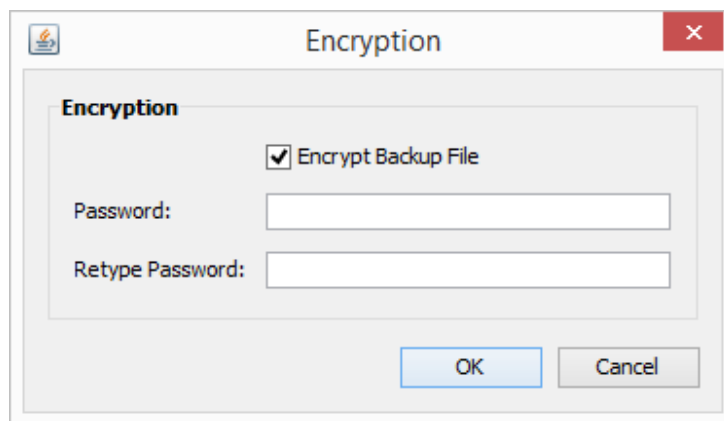 Encryption
Encryption
Encrypt Backup File
Password:
Retype Password:
OK Cancel